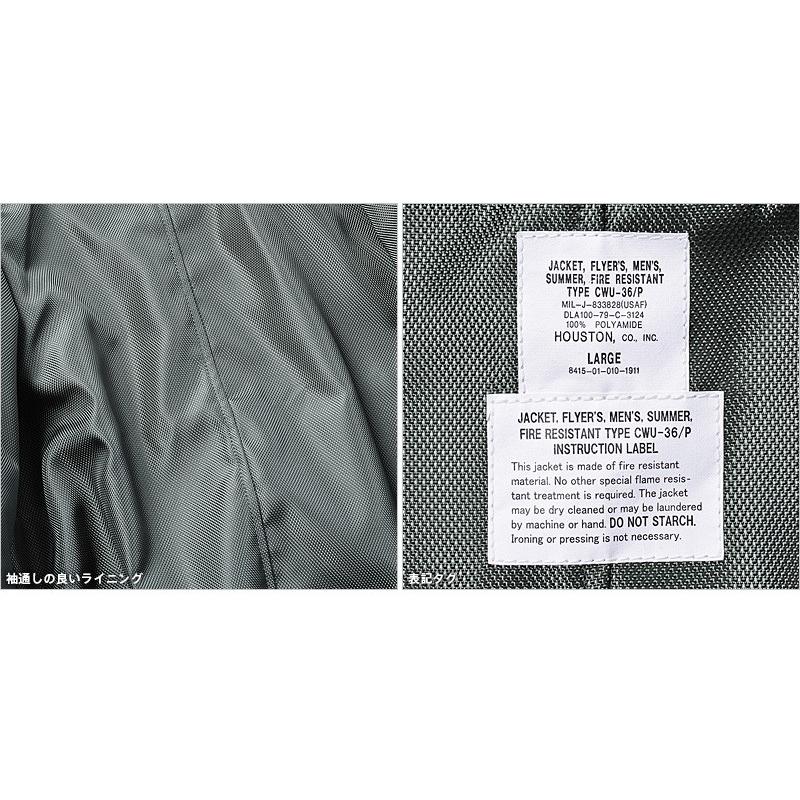 袖通しの良いライニング
JACKET, FLYER'S, MEN'S,
SUMMER, FIRE RESISTANT
TYPE CWU-36/P
MIL-J-833828(USAF)
DLA100-79-C-3124
100% POLYAMIDE
HOUSTON, CO., INC.
LARGE
8415-01-010-1911
JACKET, FLYER'S, MEN'S, SUMMER,
FIRE RESISTANT TYPE CWU-36/P
INSTRUCTION LABEL
This jacket is made of fire resistant
material. No other special flame resis-
tant treatment is required. The jacket
may be dry cleaned or may be laundered
by machine or hand. DO NOT STARCH.
Ironing or pressing is not necessary.
表記タグ